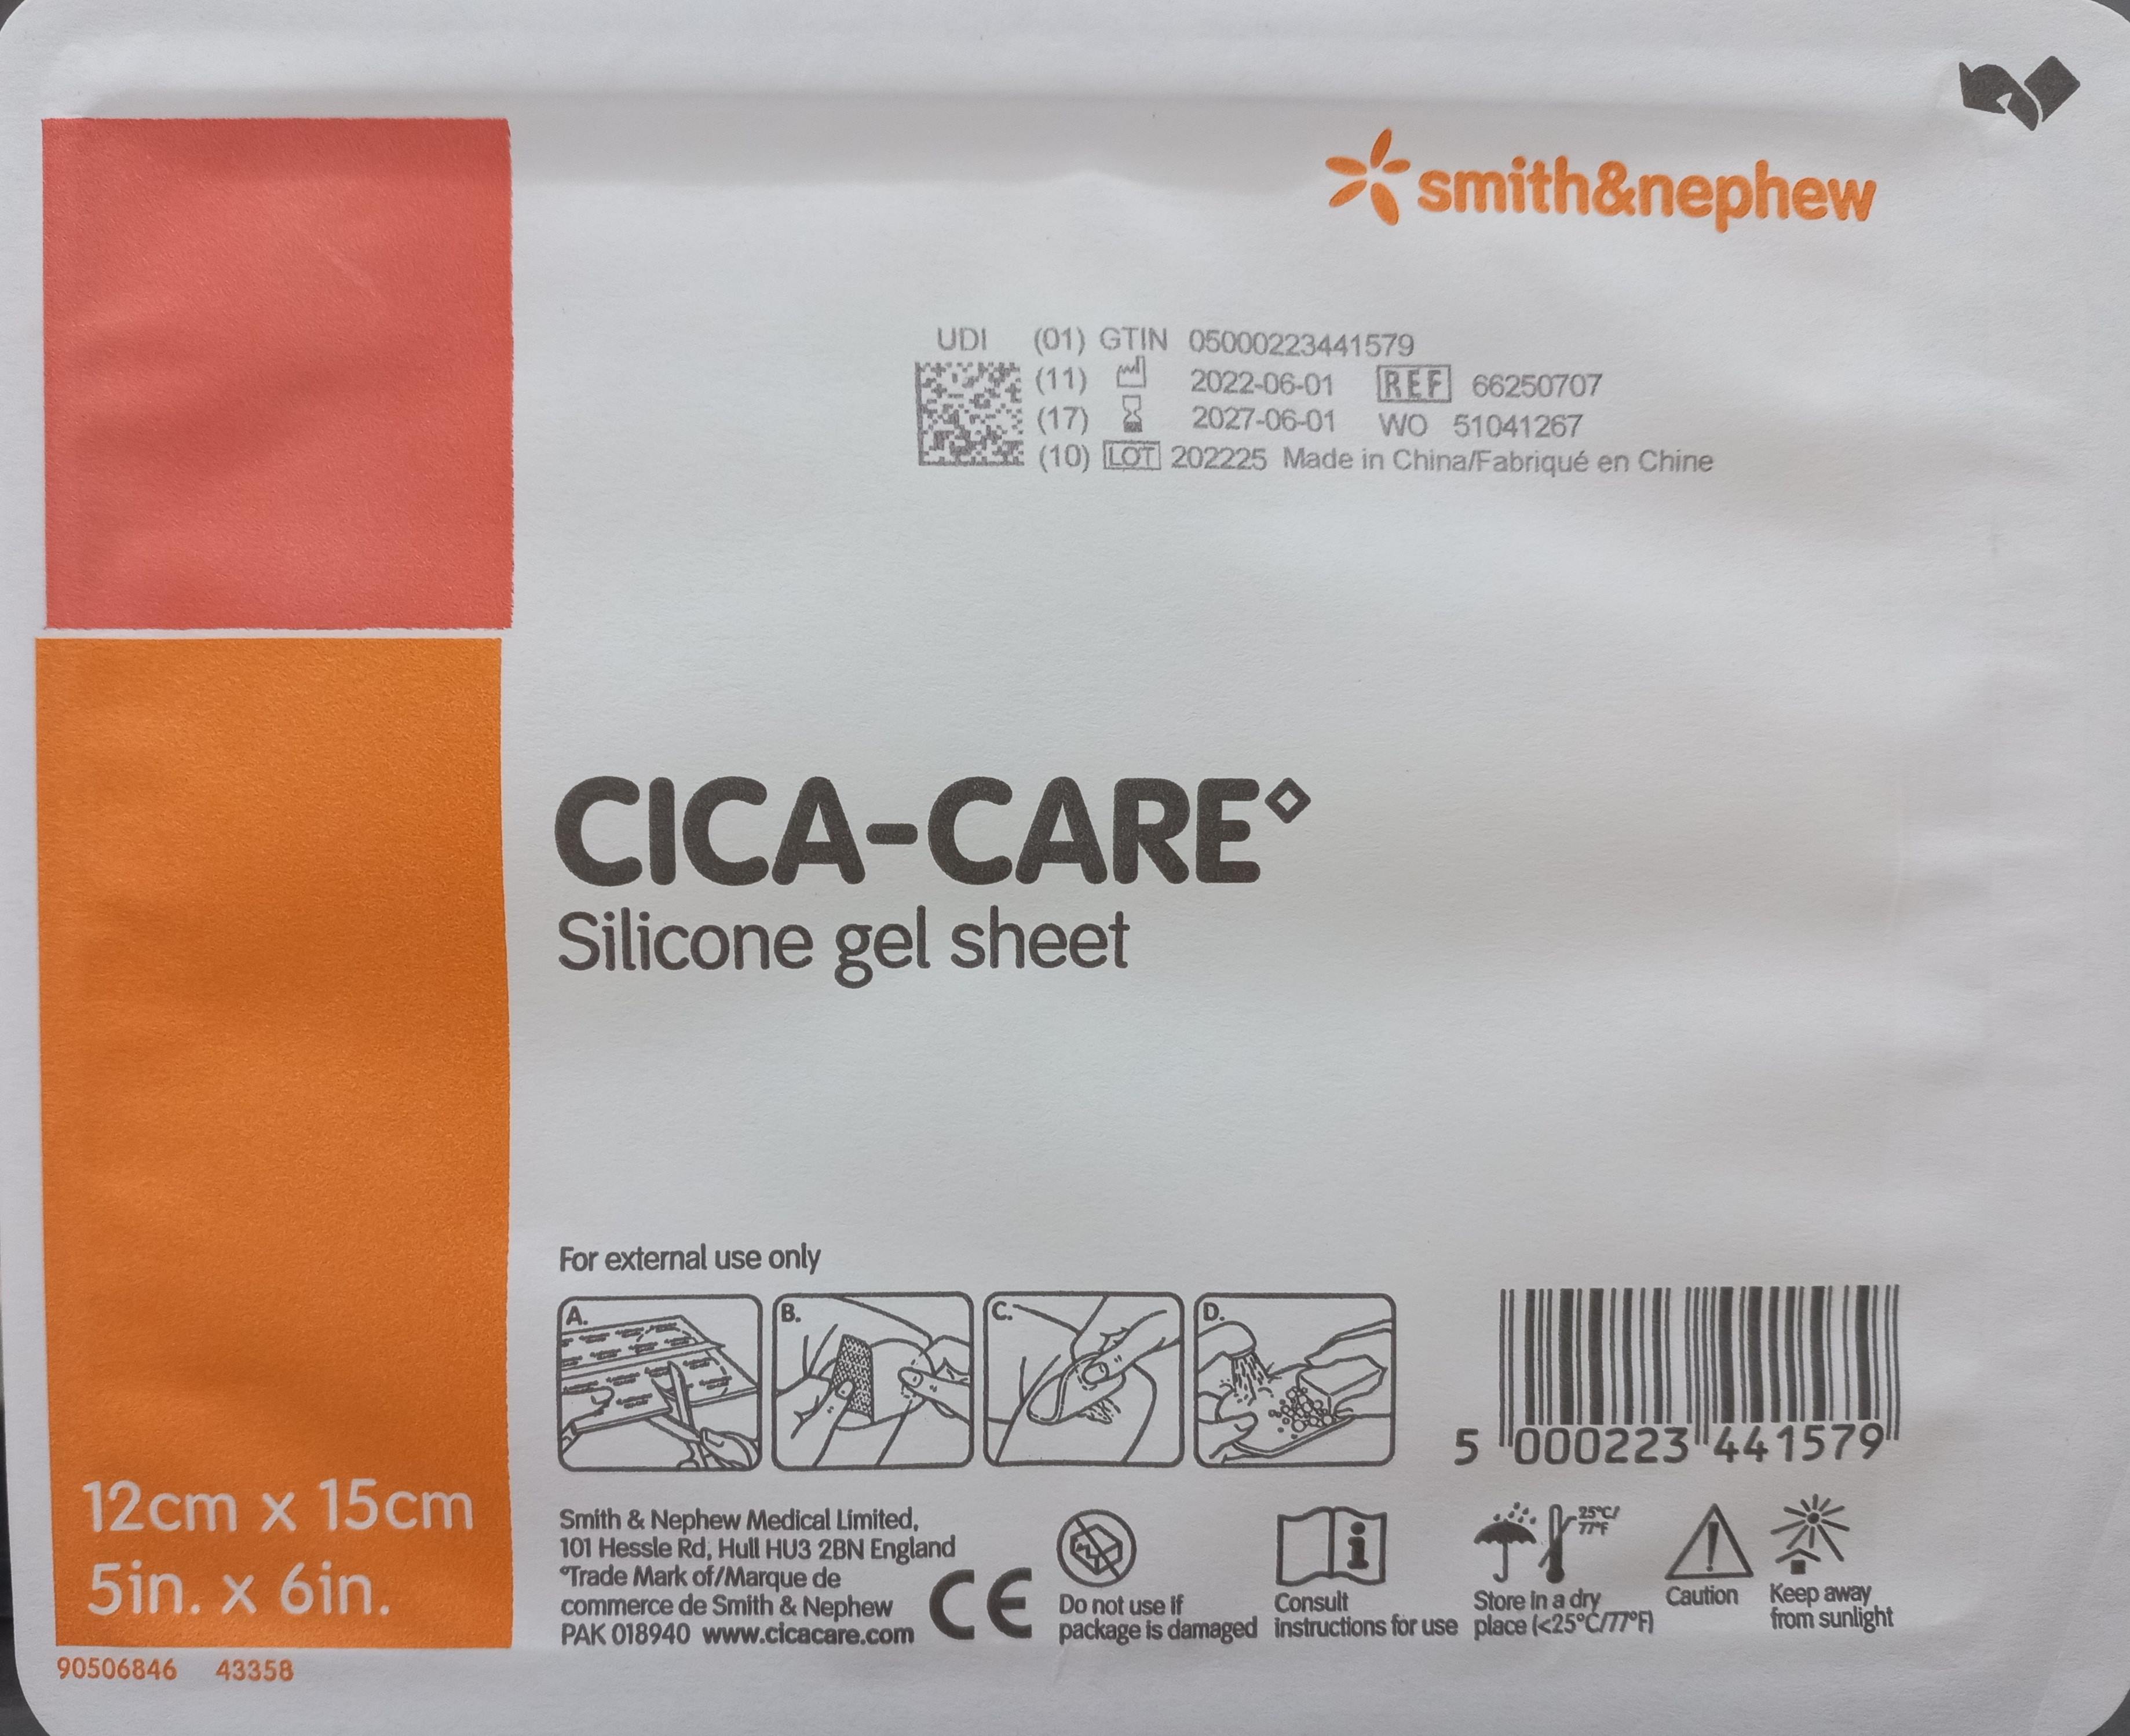 smith&nephew
UDI (01) GTIN 05000223441579
(11) 2022-06-01 REF 66250707
(17) 2027-06-01 WO 51041267
(10) LOT 202225 Made in China/Fabriqué en Chine
CICA-CARE◊
Silicone gel sheet
For external use only
A. B. C. D.
5 000223 441579
12cm x 15cm
5in. x 6in.
Smith & Nephew Medical Limited,
101 Hessle Rd, Hull HU3 2BN England
◊Trade Mark of/Marque de
commerce de Smith & Nephew
PAK 018940 www.cicacare.com
CE
Do not use if
package is damaged
Consult
instructions for use
25°C/
77°F
Store in a dry
place (<25°C/77°F)
Caution
Keep away
from sunlight
90506846 43358